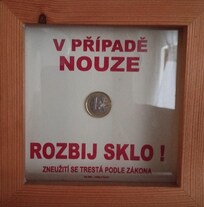 V PŘÍPADĚ
NOUZE
ROZBIJ SKLO !
ZNEUŽITÍ SE TRESTÁ PODLE ZÁKONA